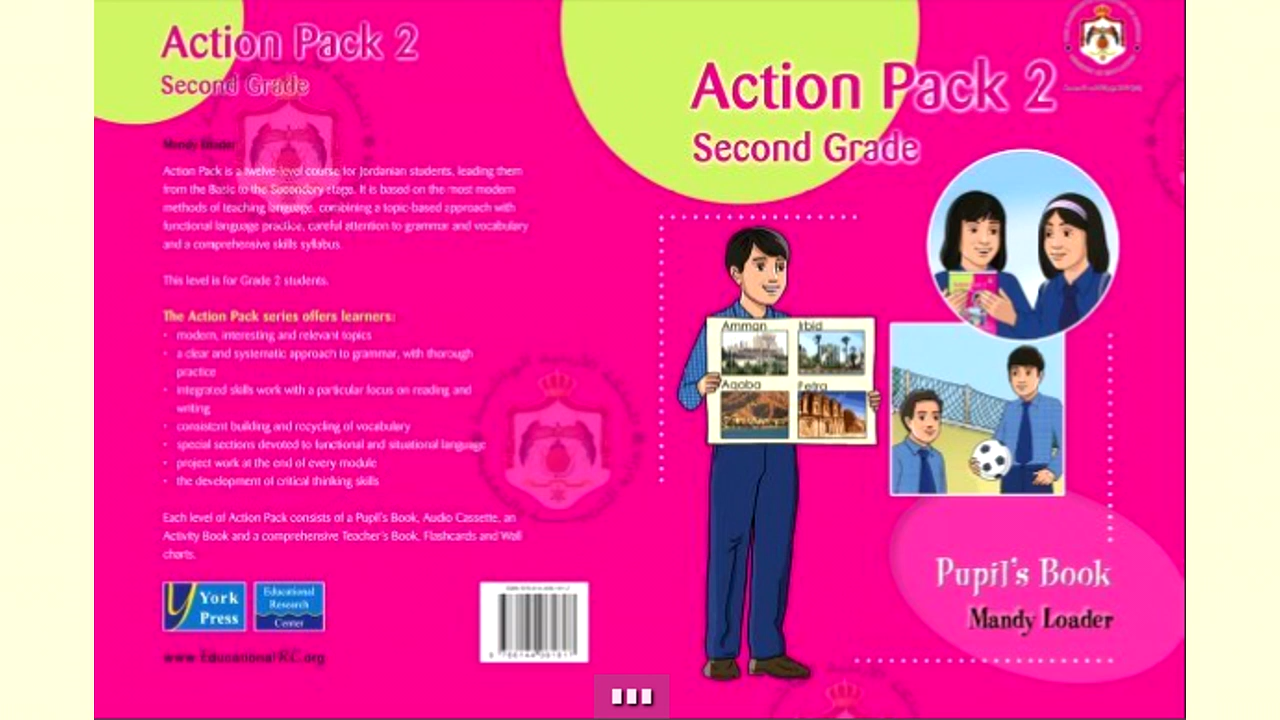 Action Pack 2
Second Grade
Mandy Loader
Action Pack is a twelve-level course for Jordanian students, leading them
from the Basic to the Secondary stage. It is based on the most modern
methods of teaching language, combining a topic-based approach with
functional language practice, careful attention to grammar and vocabulary
and a comprehensive skills syllabus.
This level is for Grade 2 students.
The Action Pack series offers learners:
• modern, interesting and relevant topics
• a clear and systematic approach to grammar, with thorough
practice
• integrated skills work with a particular focus on reading and
writing
• consistent building and recycling of vocabulary
• special sections devoted to functional and situational language
• project work at the end of every module
• the development of critical thinking skills
Each level of Action Pack consists of a Pupil's Book, Audio Cassette, an
Activity Book and a comprehensive Teacher's Book, Flashcards and Wall
charts.
York
Press
Educational
Research
Center
www.Educational-RC.org
Action Pack 2
Second Grade
Amman
Irbid
Aqaba
Petra
Pupil's Book
Mandy Loader